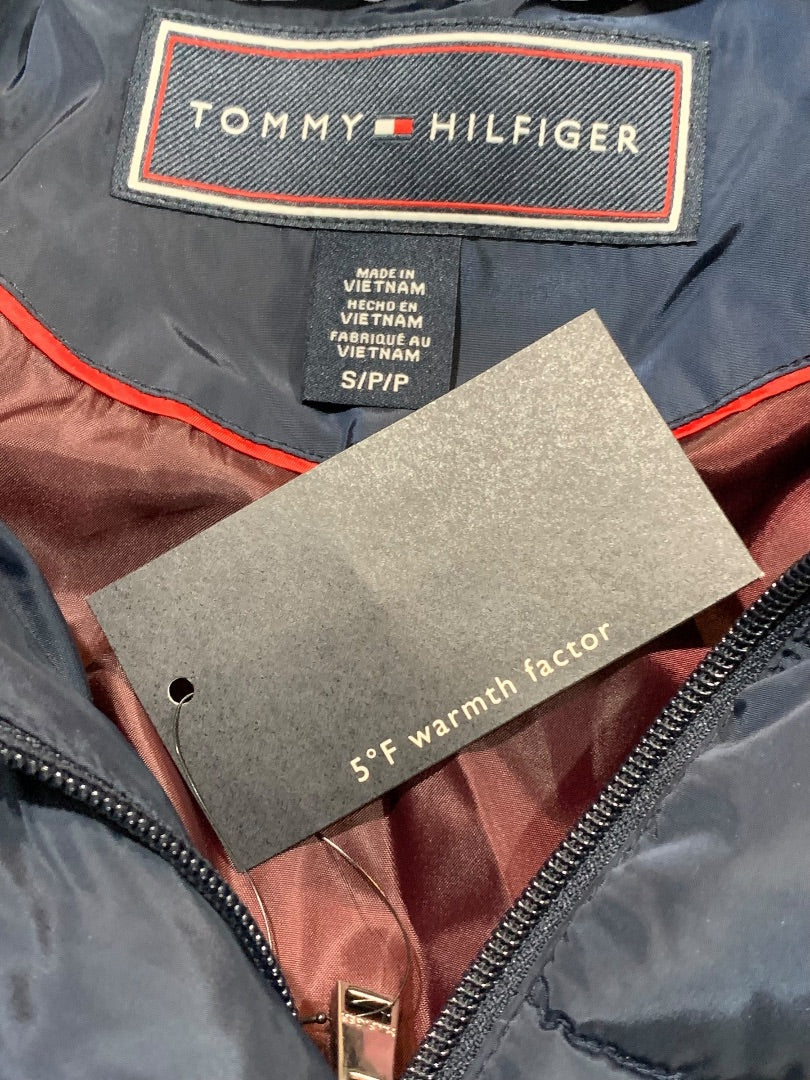 TOMMY HILFIGER
MADE IN
VIETNAM
HECHO EN
VIETNAM
FABRIQUÉ AU
VIETNAM
S/P/P
5°F warmth factor